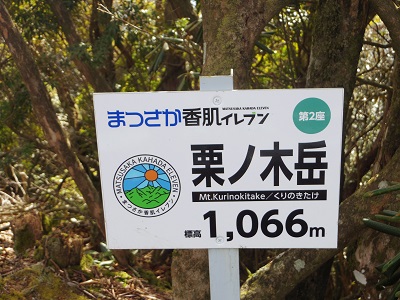 まつさか香肌イレブン
MATSUSAKA KAHADA ELEVEN
第2座
栗ノ木岳
Mt.Kurinokitake／くりのきたけ
標高 1,066m
MATSUSAKA KAHADA ELEVEN
まつさか香肌イレブン